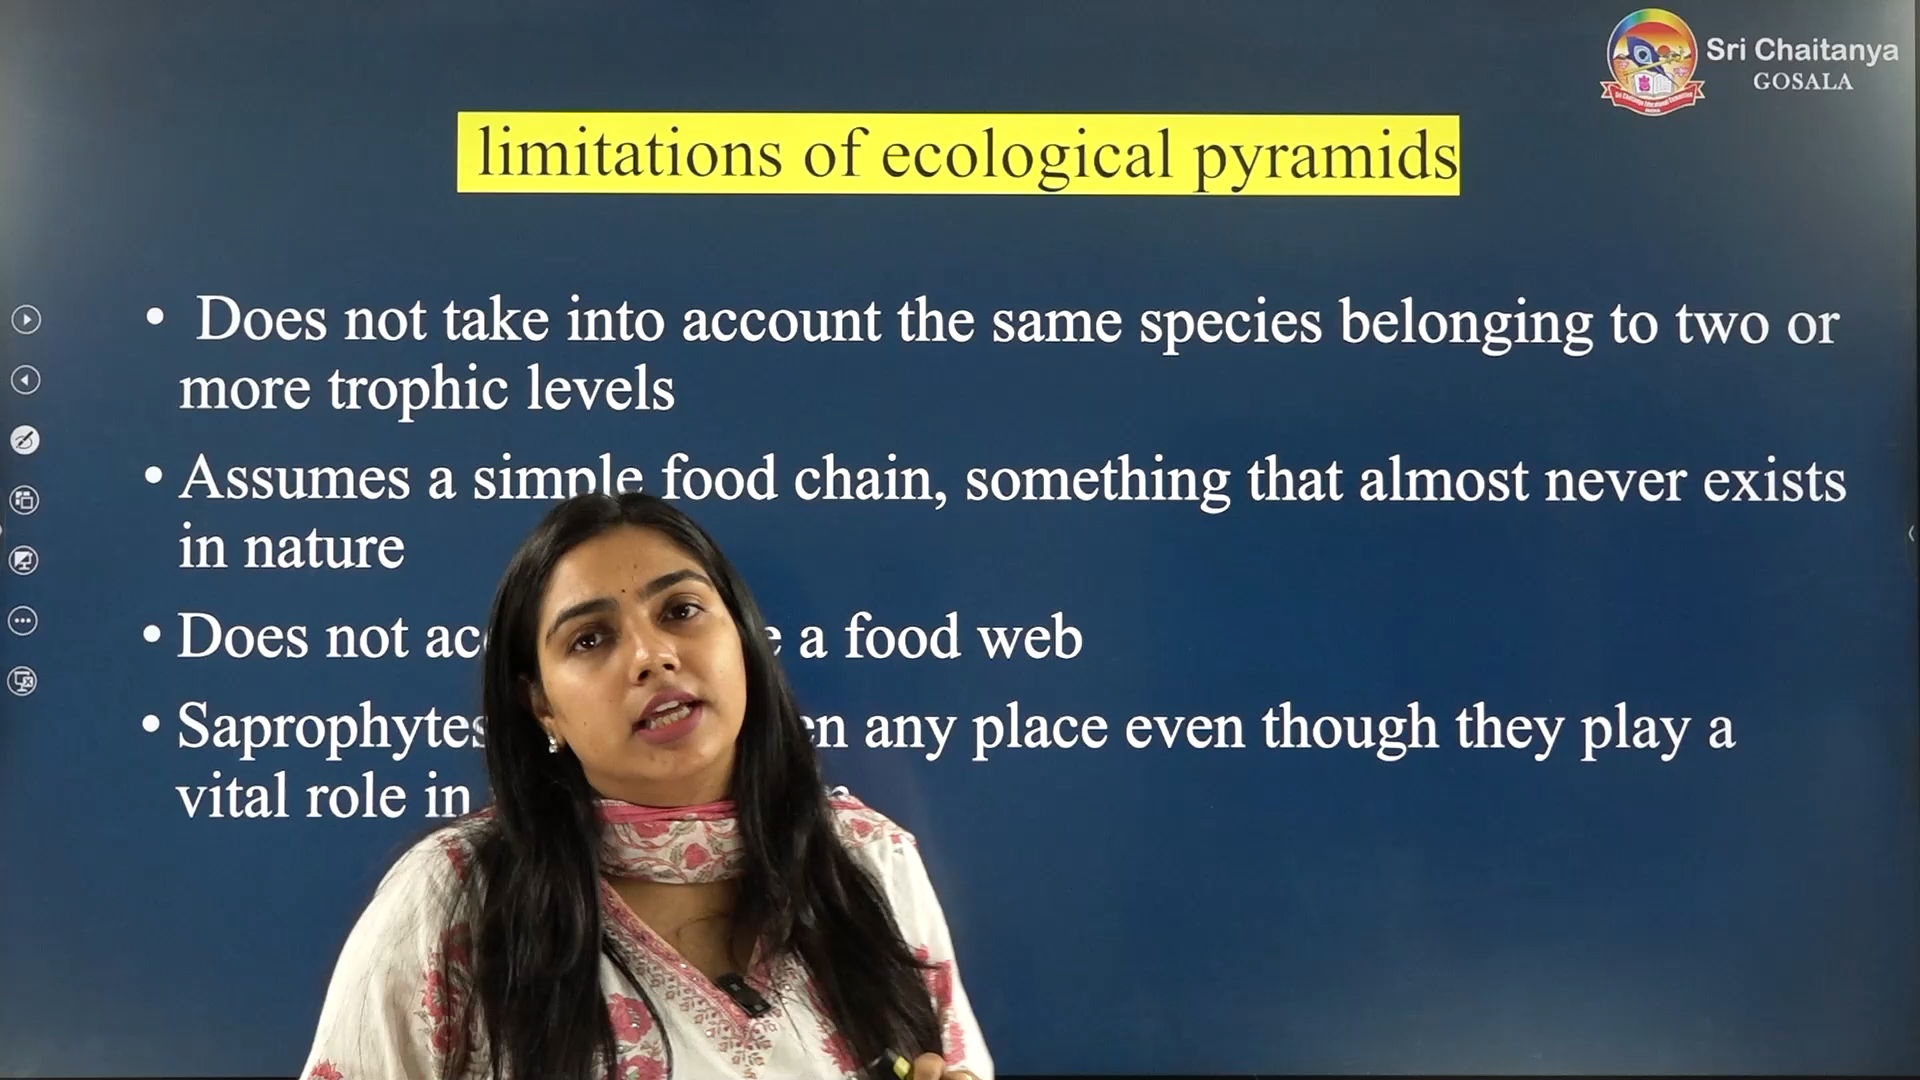 Sri Chaitanya
GOSALA
limitations of ecological pyramids
• Does not take into account the same species belonging to two or
more trophic levels
• Assumes a simple food chain, something that almost never exists
in nature
• Does not a food web
• Saprophytes any place even though they play a
vital role in